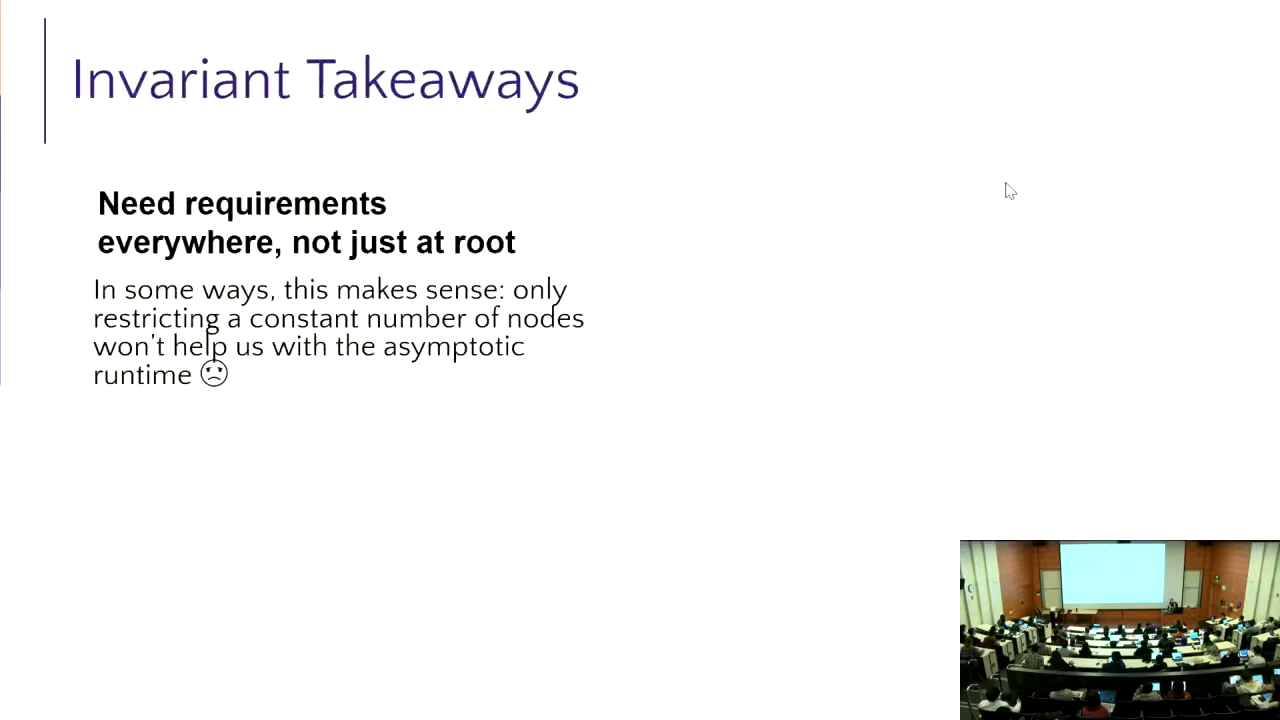 Invariant Takeaways
Need requirements
everywhere, not just at root
In some ways, this makes sense: only
restricting a constant number of nodes
won't help us with the asymptotic
runtime ☹